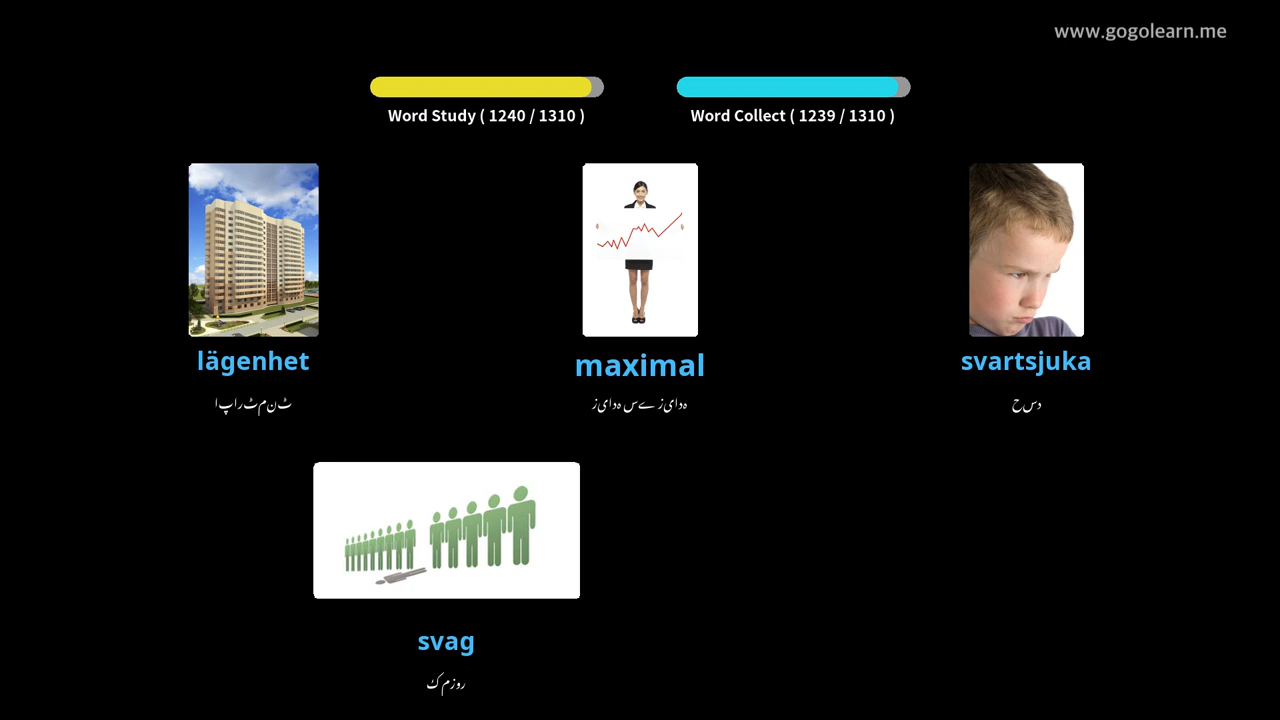 www.gogolearn.me
Word Study ( 1240 / 1310 )
Word Collect ( 1239 / 1310 )
lägenhet
اپارٹمنٹ
maximal
زیادہ سے زیادہ
svartsjuka
حسد
svag
کمزور